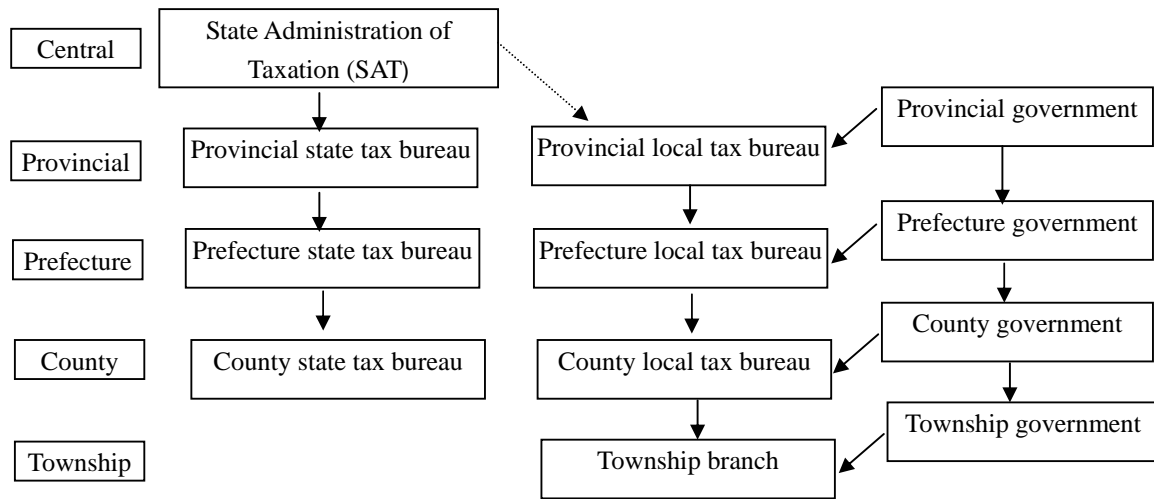 Central
State Administration of
Taxation (SAT)
Provincial government
Provincial
Provincial state tax bureau
Provincial local tax bureau
Prefecture government
Prefecture
Prefecture state tax bureau
Prefecture local tax bureau
County government
County
County state tax bureau
County local tax bureau
Township government
Township
Township branch